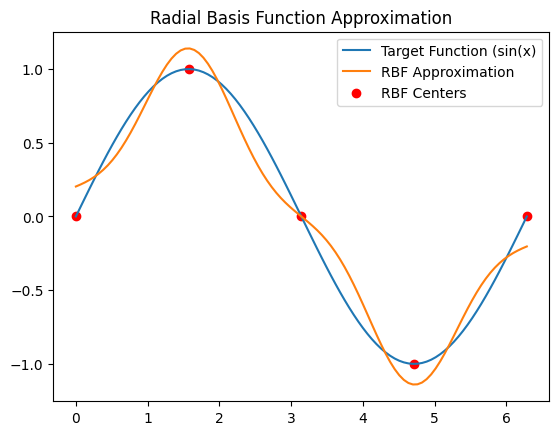 Radial Basis Function Approximation
Target Function (sin(x)
RBF Approximation
RBF Centers
1.0
0.5
0.0
−0.5
−1.0
0 1 2 3 4 5 6